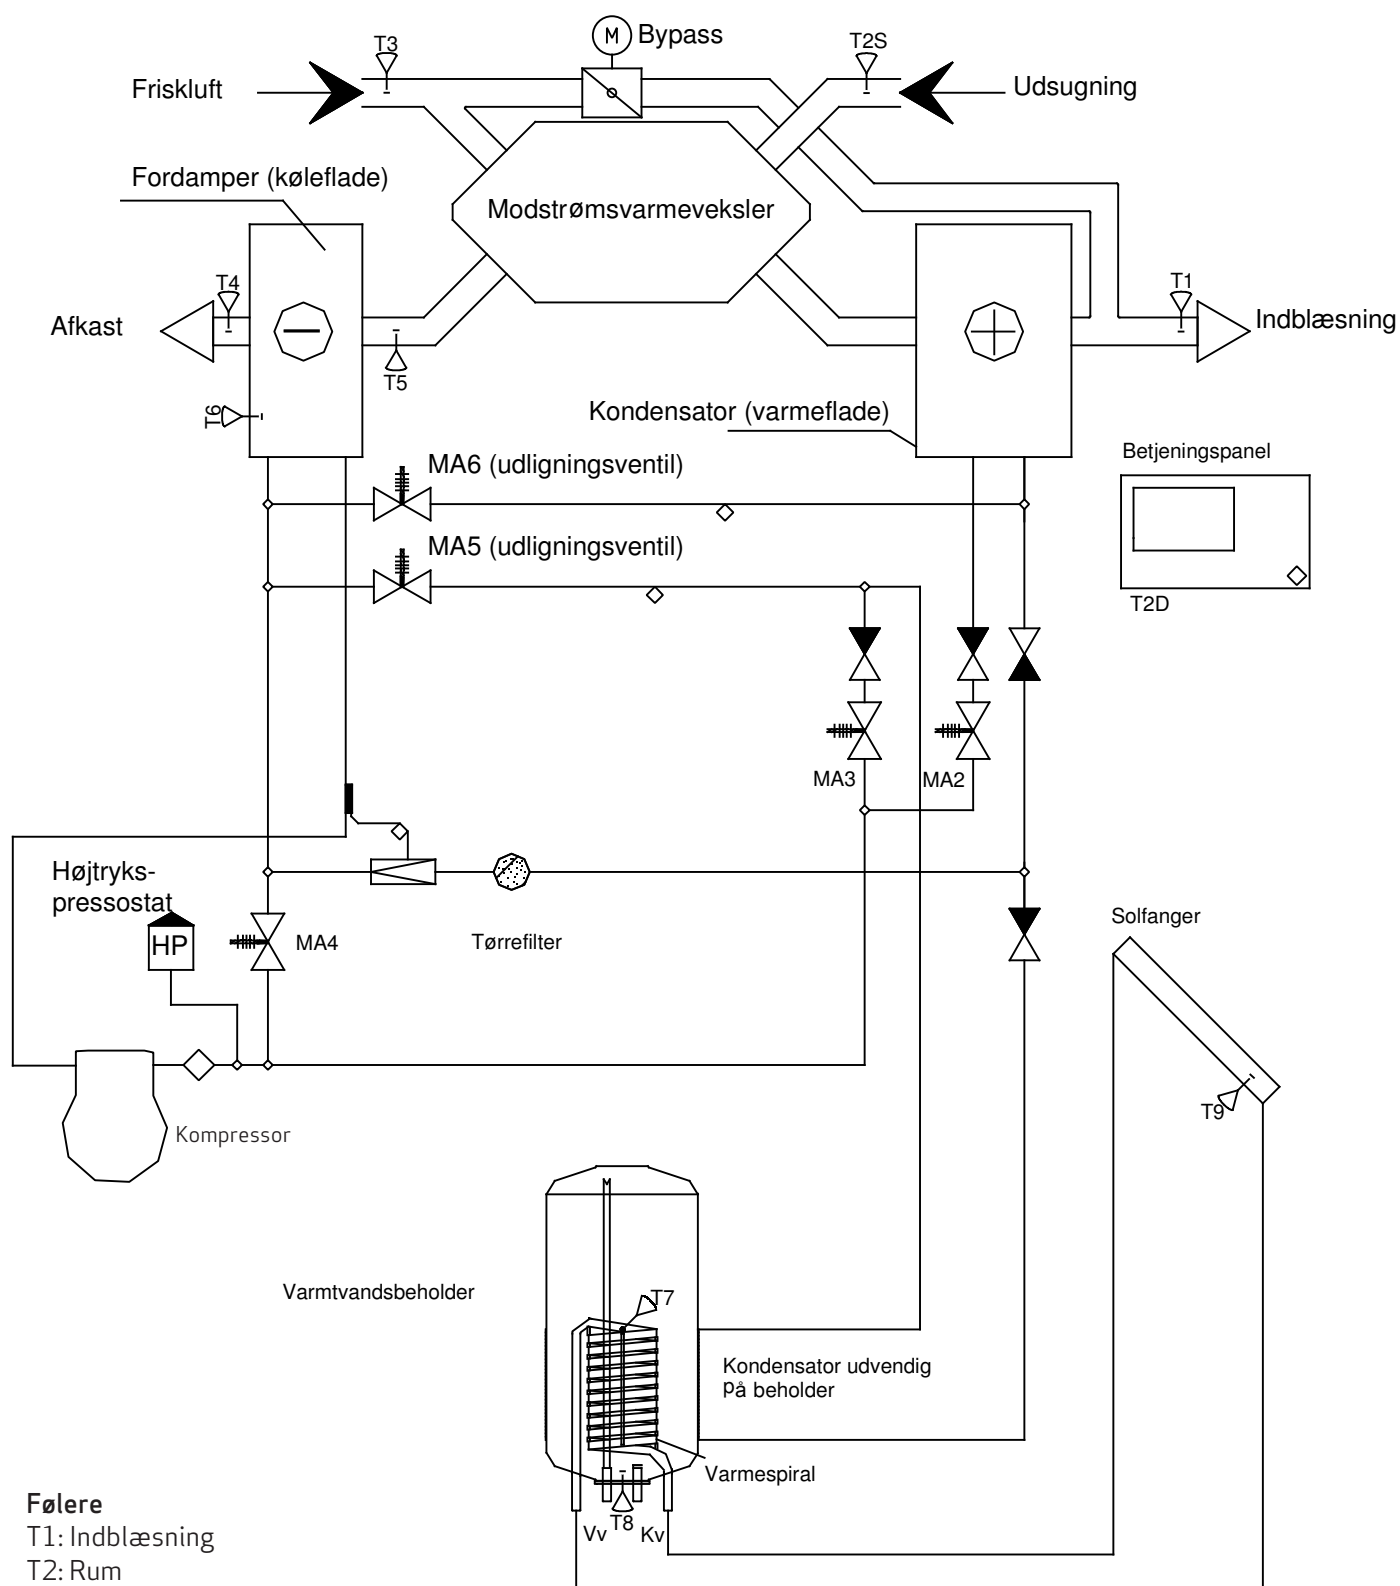 M
Bypass
T3
T2S
Friskluft
Udsugning
Fordamper (køleflade)
Modstrømsvarmeveksler
T4
T1
Afkast
Indblæsning
T5
T6
Kondensator (varmeflade)
Betjeningspanel
MA6 (udligningsventil)
MA5 (udligningsventil)
T2D
MA3
MA2
Højtryks-
pressostat
HP
MA4
Tørrefilter
Solfanger
T9
Kompressor
Varmtvandsbeholder
T7
Kondensator udvendig
på beholder
Varmespiral
Vv
T8
Kv
Følere
T1: Indblæsning
T2: Rum